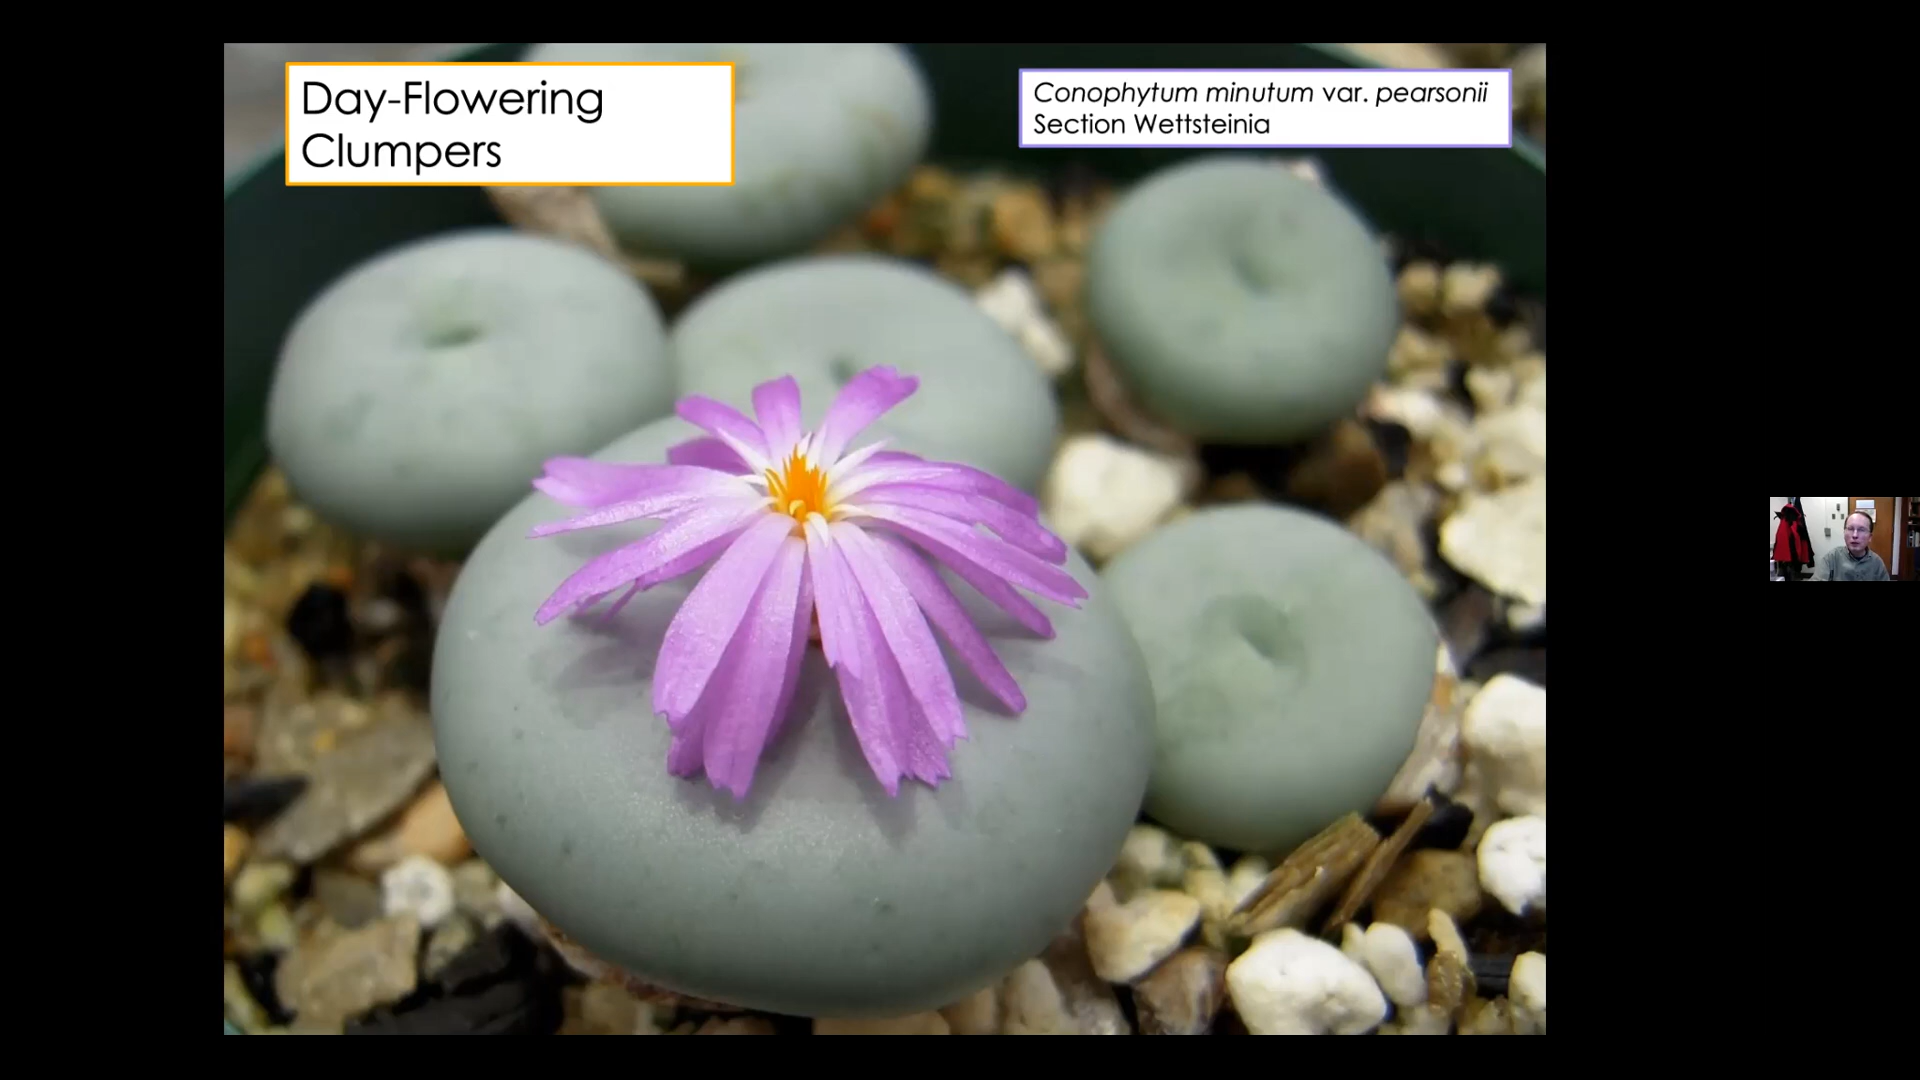 Day-Flowering
Clumpers
Conophytum minutum var. pearsonii
Section Wettsteinia